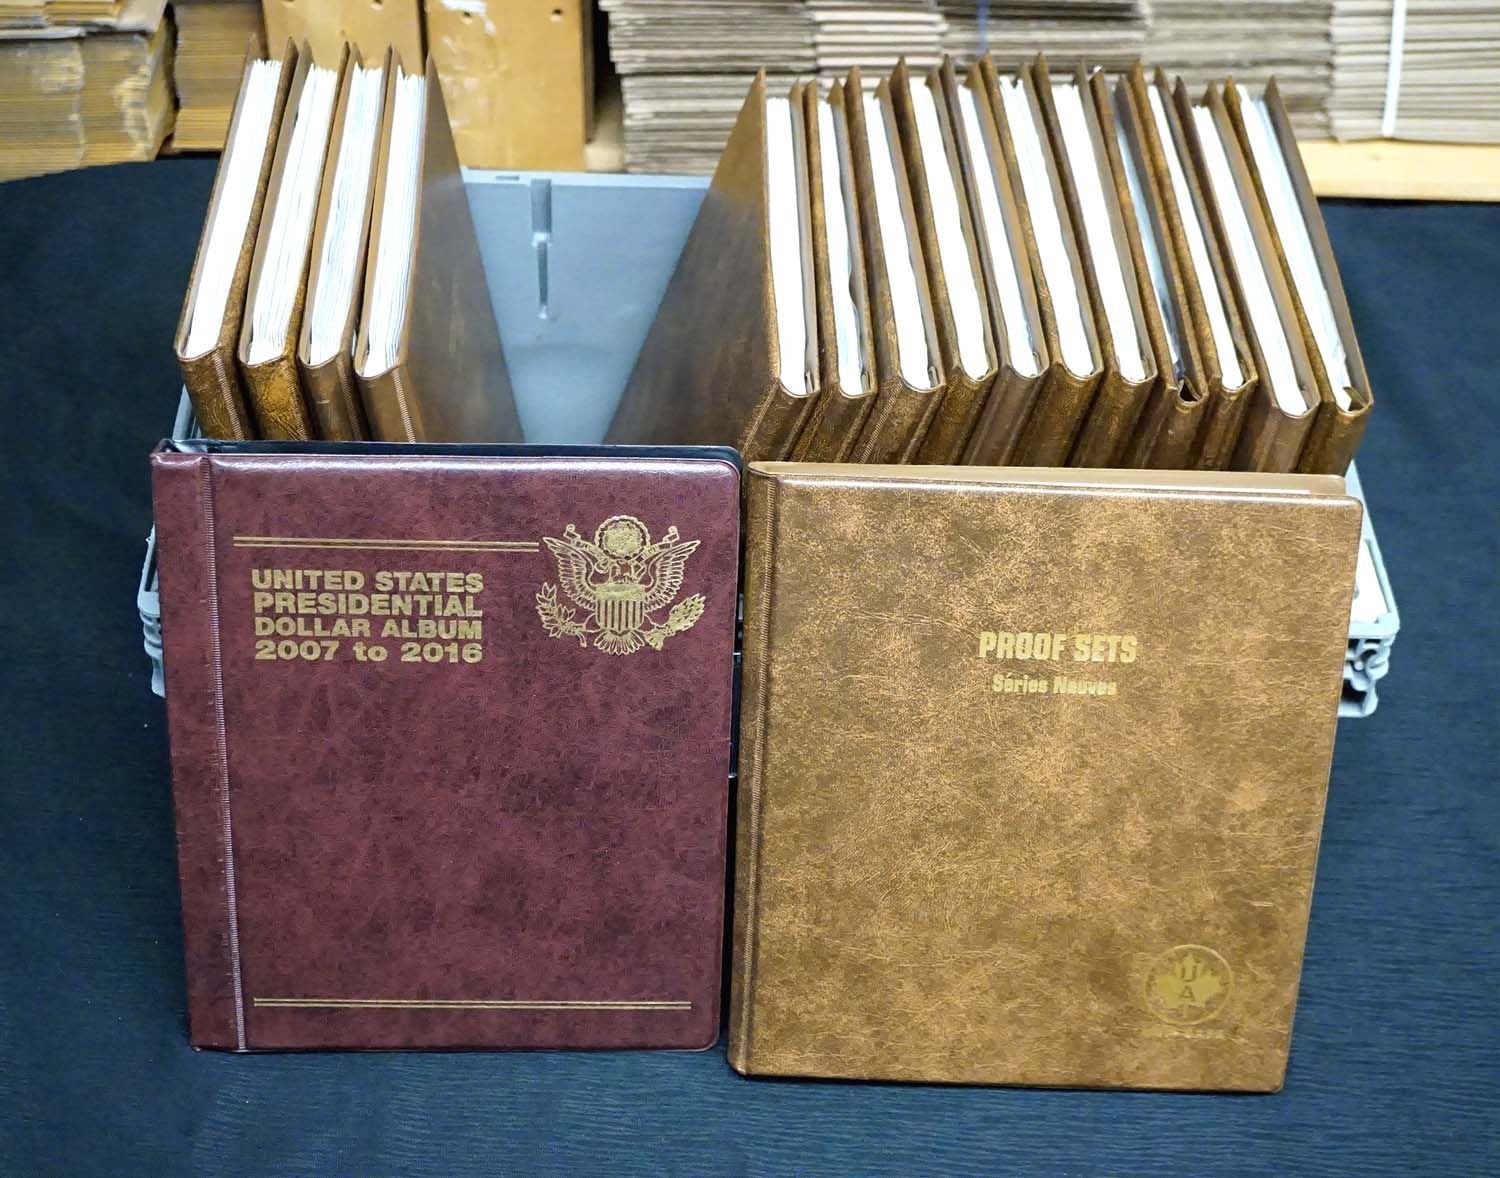 UNITED STATES
PRESIDENTIAL
DOLLAR ALBUM
2007 to 2016
PROOF SETS
Séries Neuves
U
A